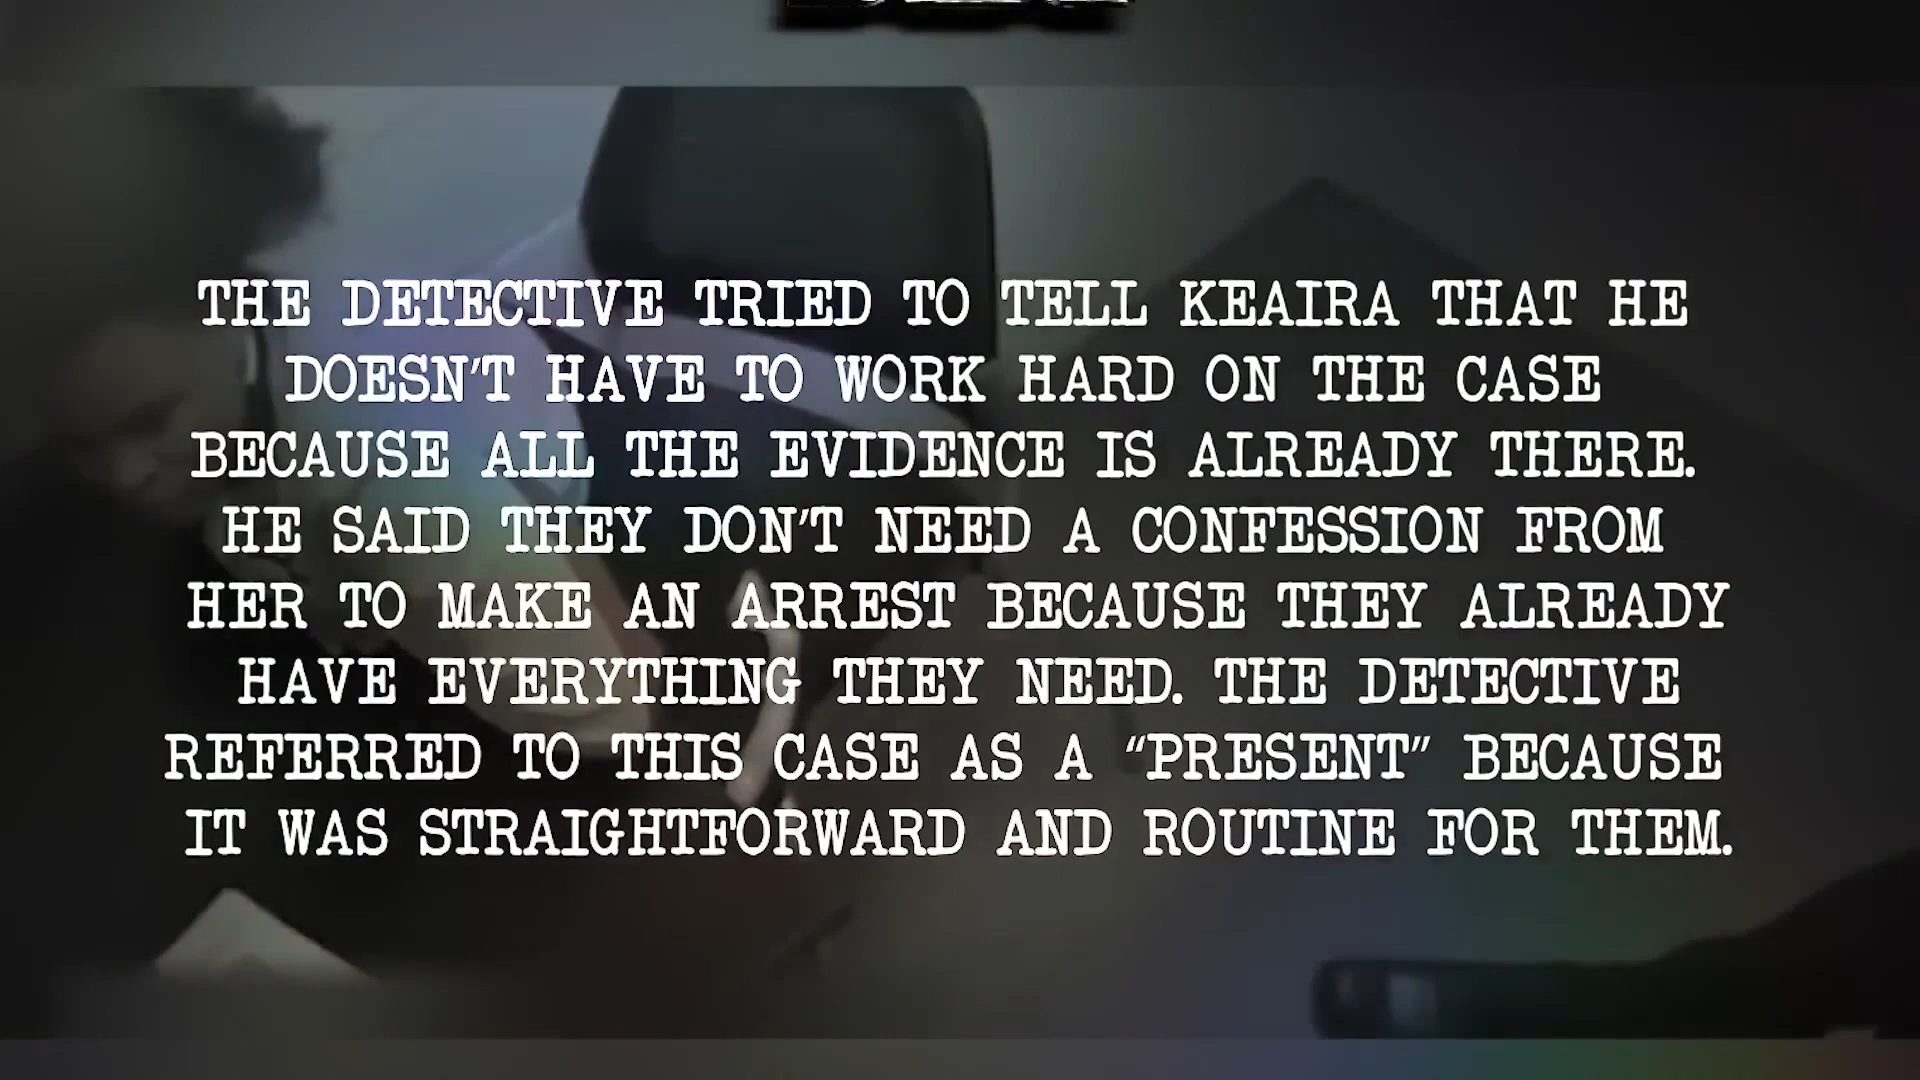 THE DETECTIVE TRIED TO TELL KEAIRA THAT HE
DOESN'T HAVE TO WORK HARD ON THE CASE
BECAUSE ALL THE EVIDENCE IS ALREADY THERE.
HE SAID THEY DON'T NEED A CONFESSION FROM
HER TO MAKE AN ARREST BECAUSE THEY ALREADY
HAVE EVERYTHING THEY NEED. THE DETECTIVE
REFERRED TO THIS CASE AS A “PRESENT” BECAUSE
IT WAS STRAIGHTFORWARD AND ROUTINE FOR THEM.